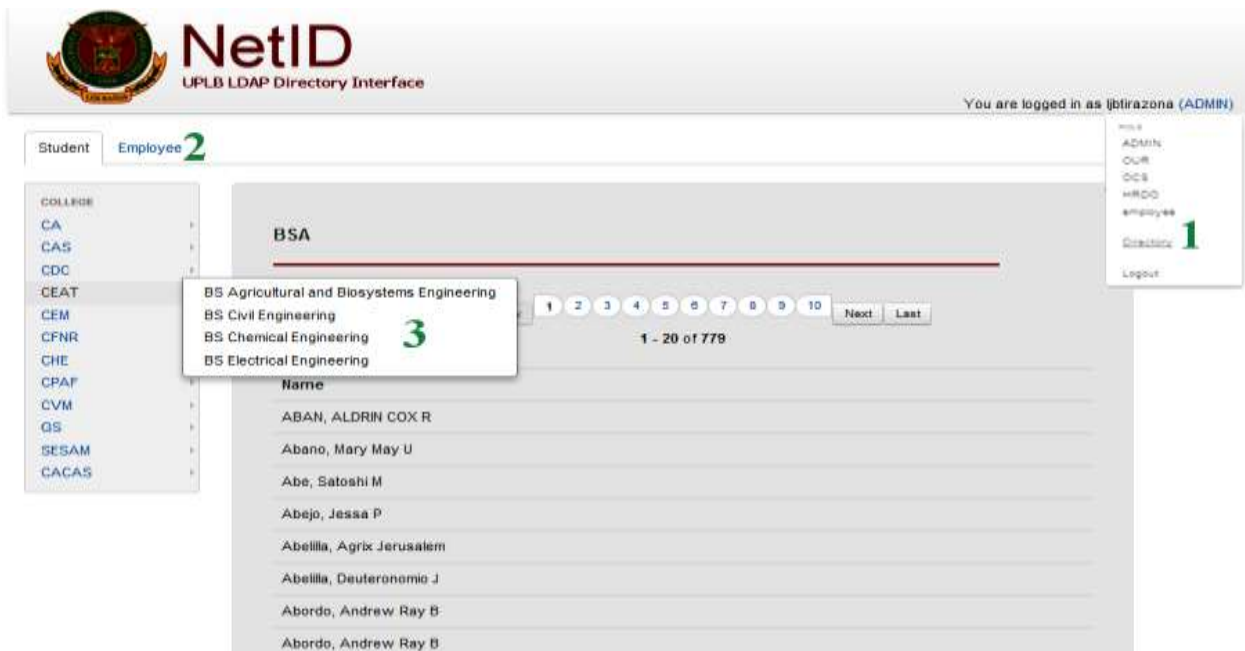 NetID
UPLB LDAP Directory Interface
You are logged in as ljbtirazona (ADMIN)
ROLE
ADMIN
OUR
OCS
HRDO
employee
Directory 1
Logout
Student Employee 2
COLLEGE
CA
CAS
CDC
CEAT
CEM
CFNR
CHE
CPAF
CVM
GS
SESAM
CACAS
BS Agricultural and Biosystems Engineering
BS Civil Engineering
BS Chemical Engineering 3
BS Electrical Engineering
BSA
1 2 3 4 5 6 7 8 9 10 Next Last
1 - 20 of 779
Name
ABAN, ALDRIN COX R
Abano, Mary May U
Abe, Satoshi M
Abejo, Jessa P
Abelilla, Agrix Jerusalem
Abelilla, Deuteronomio J
Abordo, Andrew Ray B
Abordo, Andrew Ray B